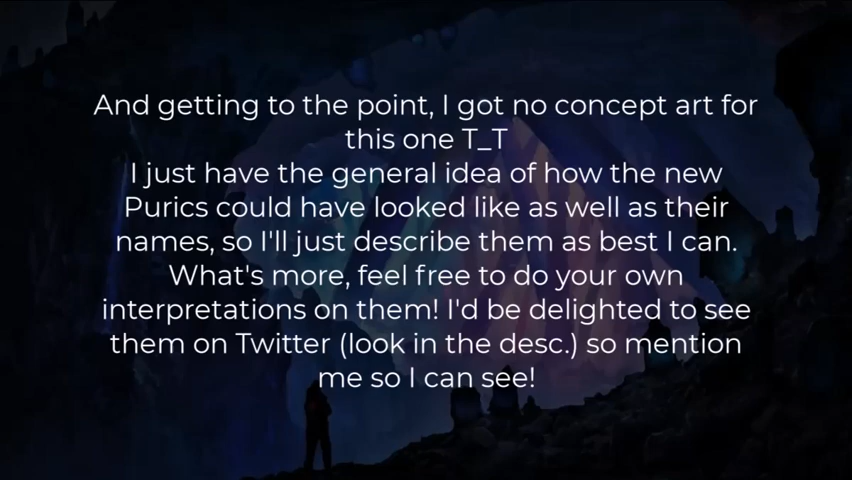 And getting to the point, I got no concept art for
this one T_T
I just have the general idea of how the new
Purics could have looked like as well as their
names, so I'll just describe them as best I can.
What's more, feel free to do your own
interpretations on them! I'd be delighted to see
them on Twitter (look in the desc.) so mention
me so I can see!